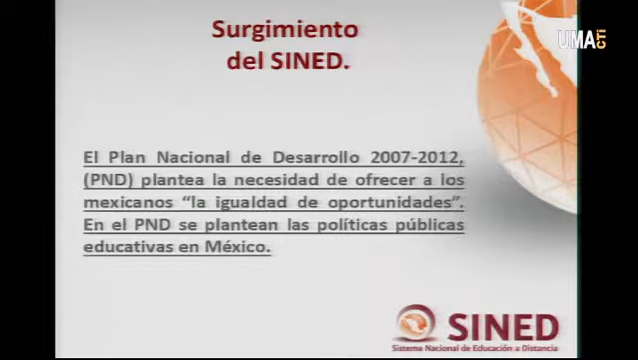 Surgimiento
del SINED.
UMA CTI
El Plan Nacional de Desarrollo 2007-2012,
(PND) plantea la necesidad de ofrecer a los
mexicanos “la igualdad de oportunidades”.
En el PND se plantean las políticas públicas
educativas en México.
SINED
Sistema Nacional de Educación a Distancia